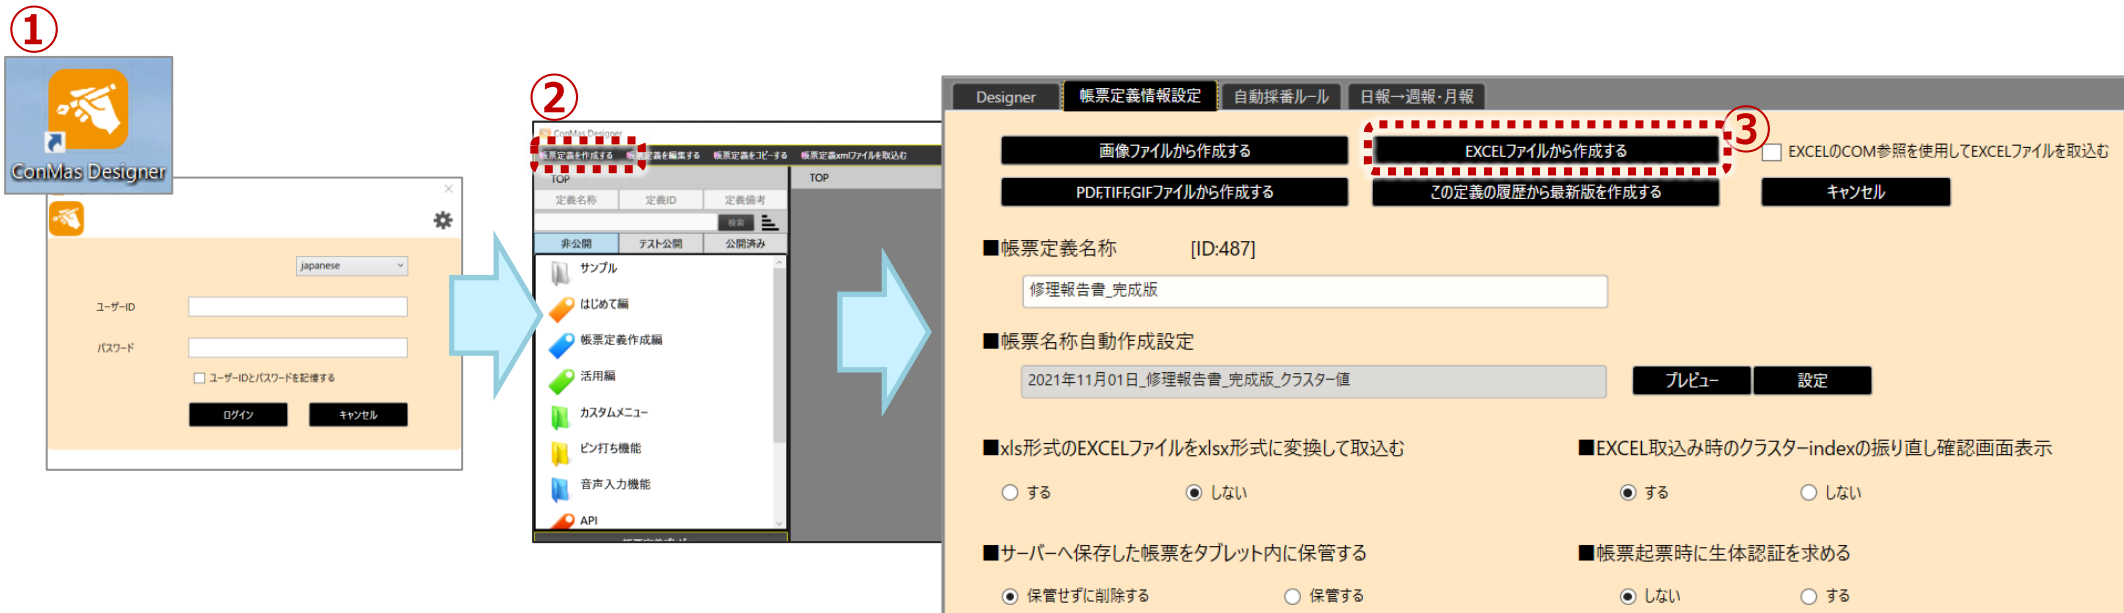 ①
ConMas Designer
japanese
ユーザーID
パスワード
ユーザーIDとパスワードを記憶する
ログイン
キャンセル
②
ConMas Designer
帳票定義を作成する 帳票定義を編集する 帳票定義をコピーする 帳票定義xmlファイルを取込む
TOP
TOP
定義名称 定義ID 定義備考
検索
非公開 テスト公開 公開済み
サンプル
はじめて編
帳票定義作成編
活用編
カスタムメニュー
ピン打ち機能
音声入力機能
API
Designer 帳票定義情報設定 自動採番ルール 日報→週報・月報
③
画像ファイルから作成する EXCELファイルから作成する EXCELのCOM参照を使用してEXCELファイルを取込む
PDF,TIFF,GIFファイルから作成する この定義の履歴から最新版を作成する キャンセル
■帳票定義名称 [ID:487]
修理報告書_完成版
■帳票名称自動作成設定
2021年11月01日_修理報告書_完成版_クラスター値 プレビュー 設定
■xls形式のEXCELファイルをxlsx形式に変換して取込む ■EXCEL取込み時のクラスターindexの振り直し確認画面表示
する しない する しない
■サーバーへ保存した帳票をタブレット内に保管する ■帳票起票時に生体認証を求める
保管せずに削除する 保管する しない する